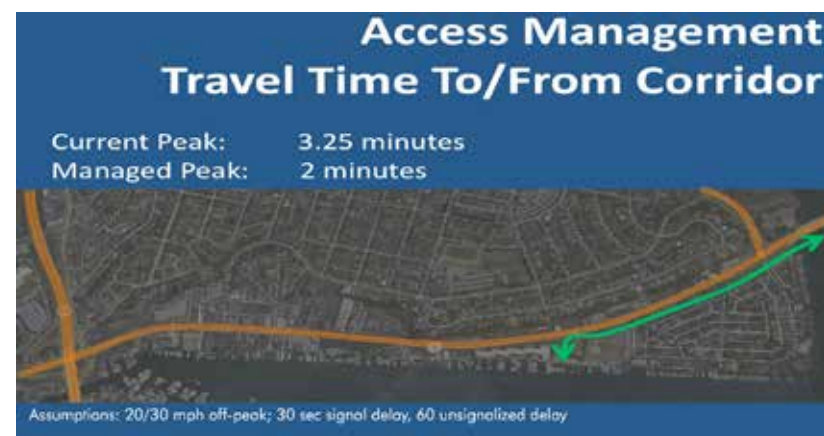 Access Management
Travel Time To/From Corridor
Current Peak: 3.25 minutes
Managed Peak: 2 minutes
Assumptions: 20/30 mph off-peak; 30 sec signal delay, 60 unsignalized delay